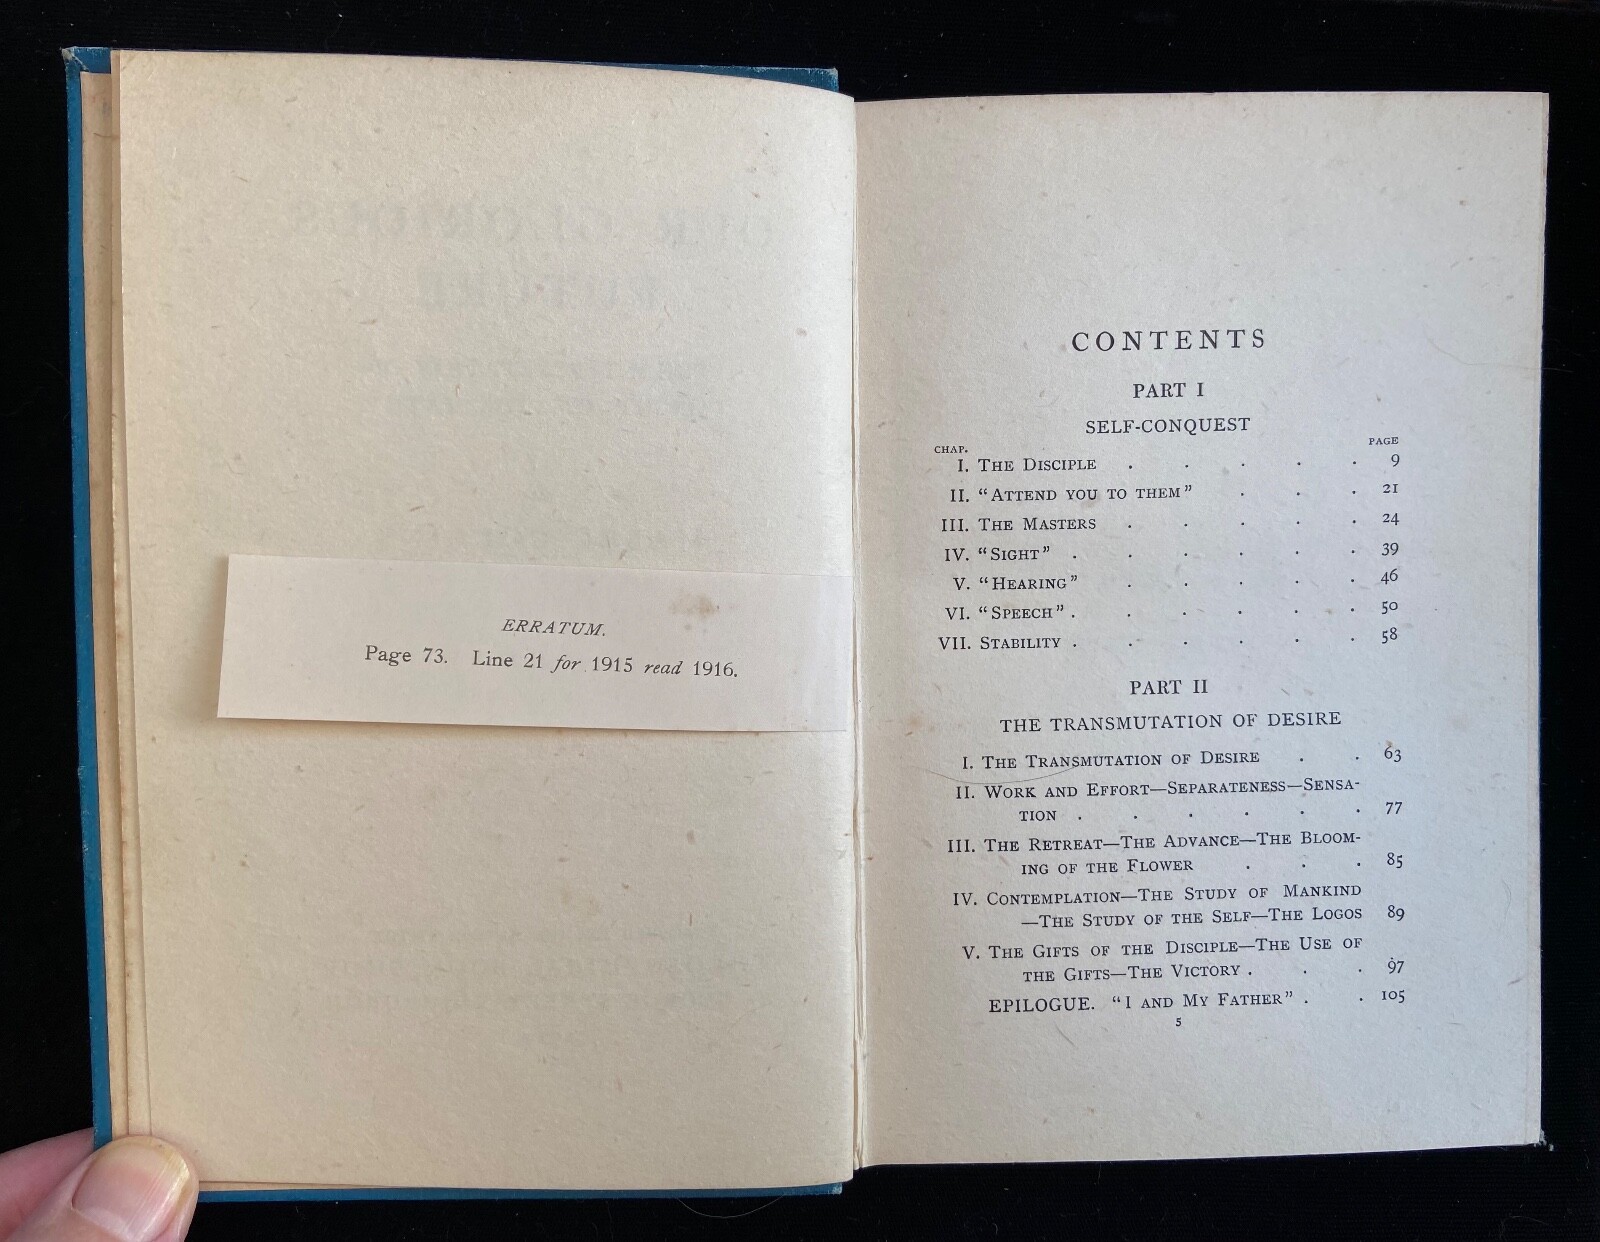 ERRATUM.
Page 73. Line 21 for 1915 read 1916.
CONTENTS
PART I
SELF-CONQUEST
CHAP. PAGE
I. THE DISCIPLE . . . . . 9
II. “ATTEND YOU TO THEM” . . . 21
III. THE MASTERS . . . . . 24
IV. “SIGHT” . . . . . . 39
V. “HEARING” . . . . . 46
VI. “SPEECH” . . . . . . 50
VII. STABILITY . . . . . . 58
PART II
THE TRANSMUTATION OF DESIRE
I. THE TRANSMUTATION OF DESIRE . . 63
II. WORK AND EFFORT—SEPARATENESS—SENSA-
TION . . . . . . 77
III. THE RETREAT—THE ADVANCE—THE BLOOM-
ING OF THE FLOWER . . . 85
IV. CONTEMPLATION—THE STUDY OF MANKIND
—THE STUDY OF THE SELF—THE LOGOS 89
V. THE GIFTS OF THE DISCIPLE—THE USE OF
THE GIFTS—THE VICTORY . . . 97
EPILOGUE. “I AND MY FATHER” . . 105
5